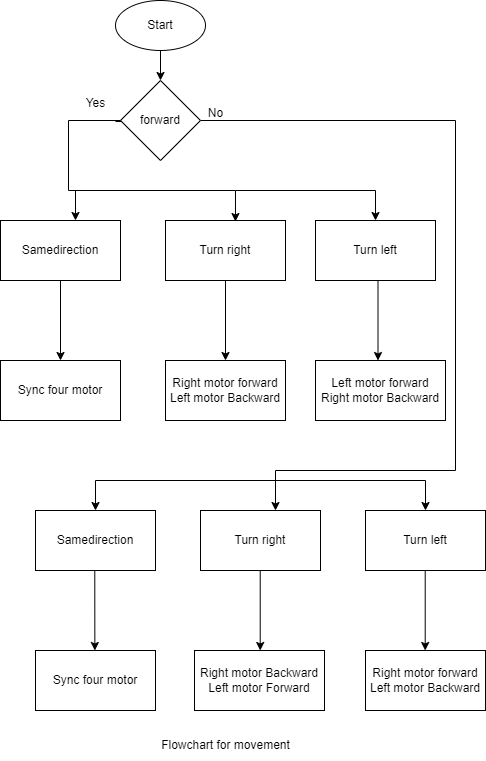 Start
forward
Yes
No
Samedirection
Turn right
Turn left
Sync four motor
Right motor forward
Left motor Backward
Left motor forward
Right motor Backward
Samedirection
Turn right
Turn left
Sync four motor
Right motor Backward
Left motor Forward
Right motor forward
Left motor Backward
Flowchart for movement